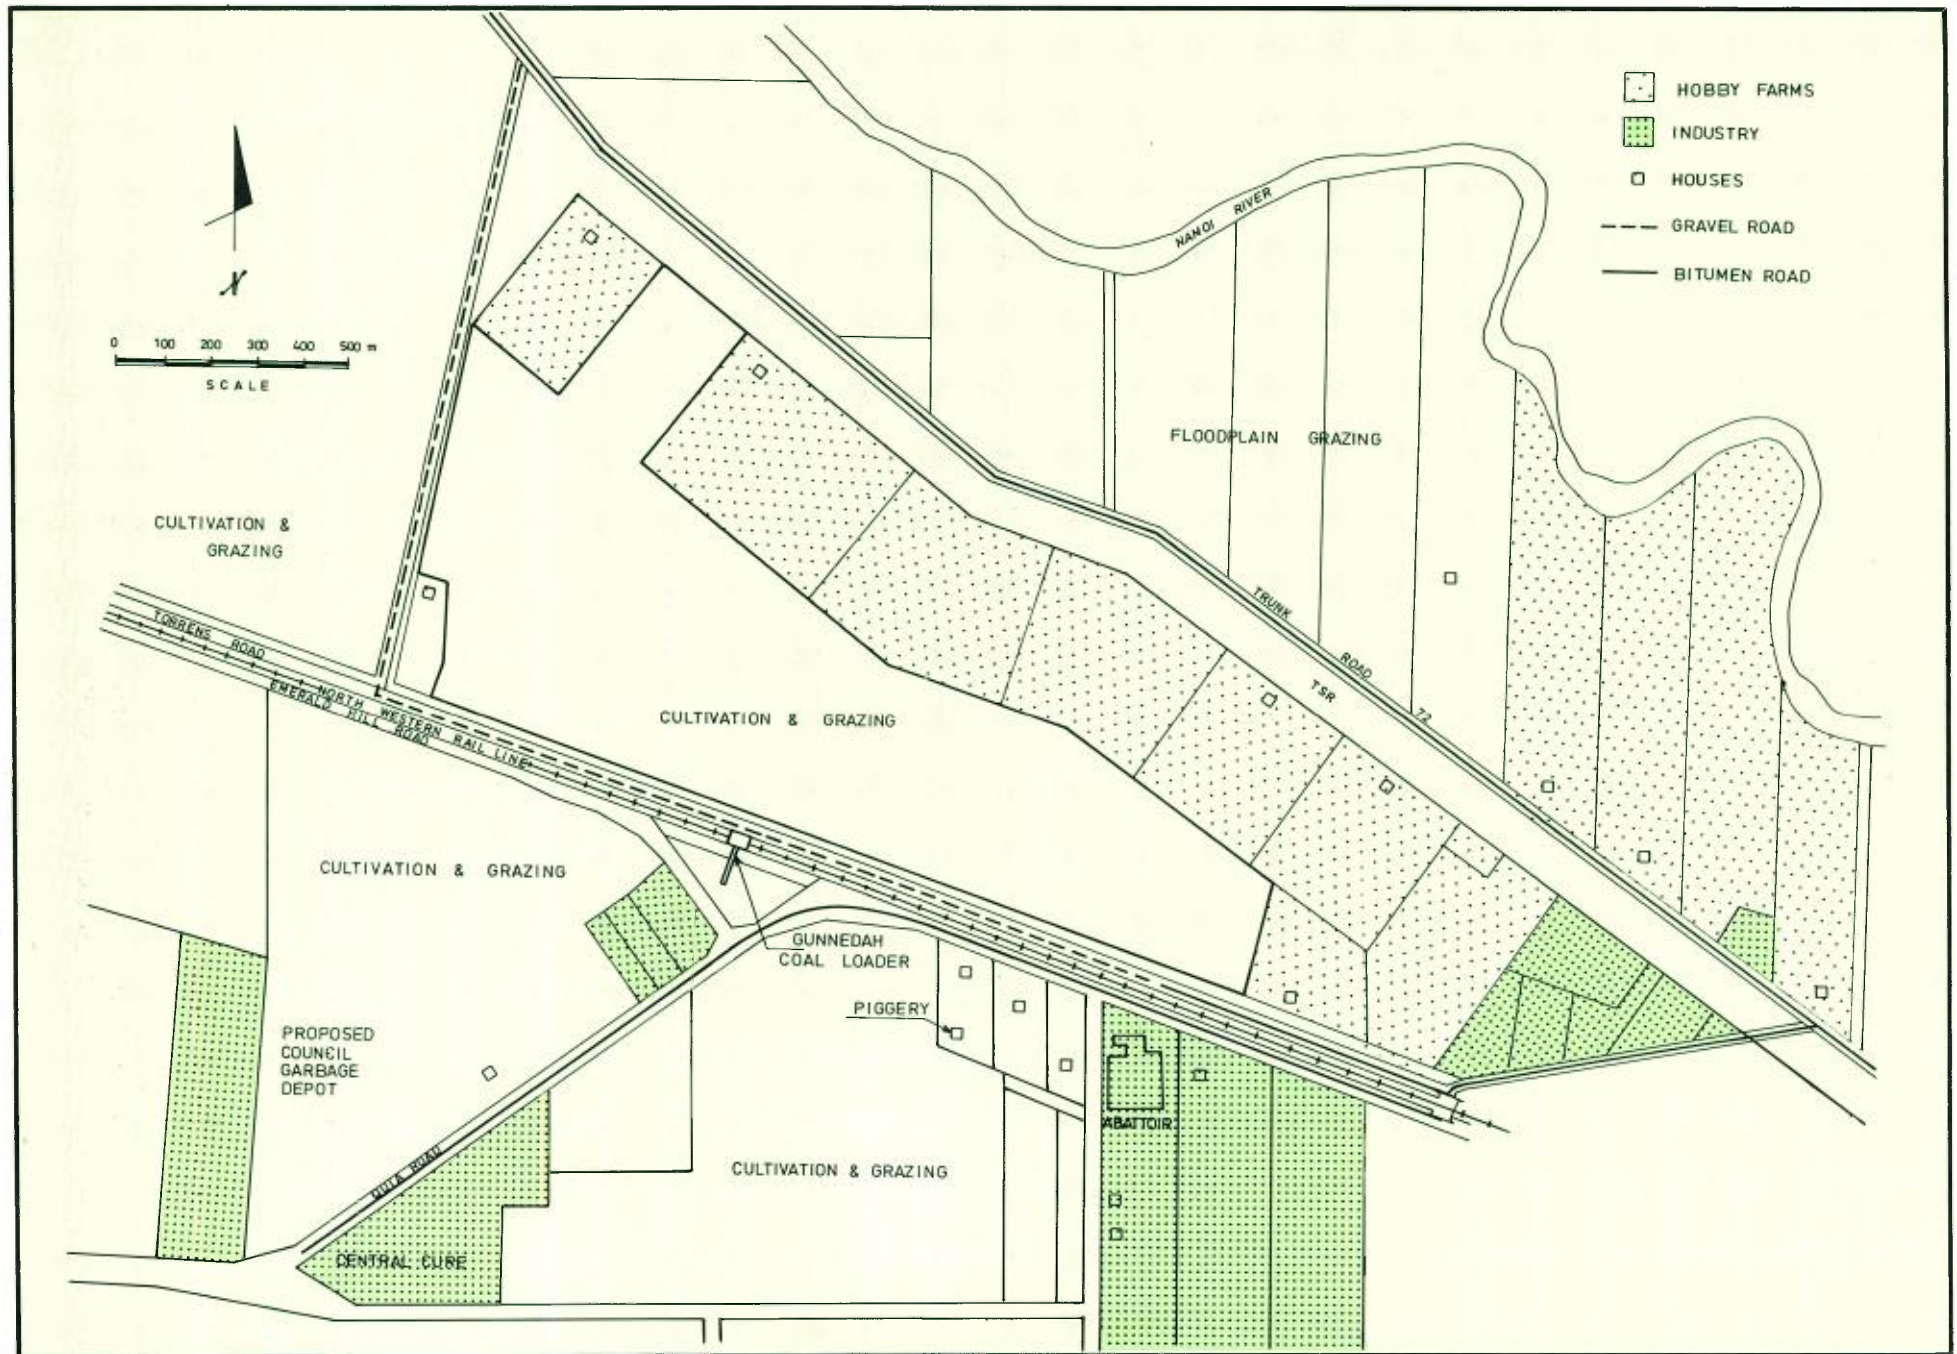 HOBBY FARMS
INDUSTRY
HOUSES
GRAVEL ROAD
BITUMEN ROAD
N
0 100 200 300 400 500 m
SCALE
NAMOI RIVER
FLOODPLAIN GRAZING
CULTIVATION &
GRAZING
TRUNK ROAD 72
TSR
TORRENS ROAD
NORTH WESTERN RAIL LINE
EMERALD HILL ROAD
CULTIVATION & GRAZING
CULTIVATION & GRAZING
GUNNEDAH
COAL LOADER
PIGGERY
PROPOSED
COUNCIL
GARBAGE
DEPOT
ABATTOIR
CULTIVATION & GRAZING
QUIA ROAD
CENTRAL CURE